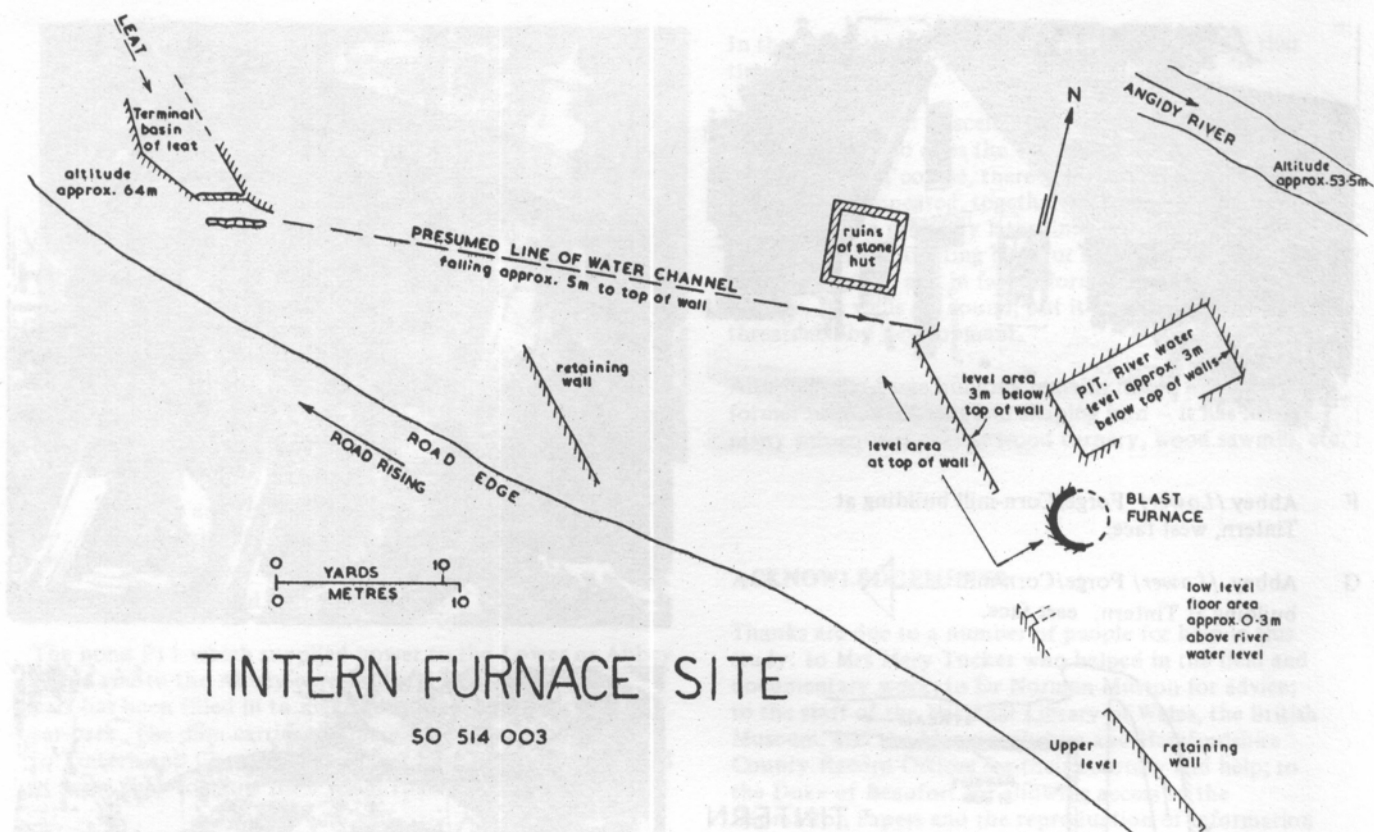 LEAT
Terminal
basin
of leat
altitude
approx. 64m
PRESUMED LINE OF WATER CHANNEL
falling approx. 5m to top of wall
ruins
of stone
hut
N
ANGIDY RIVER
Altitude
approx. 53·5m
retaining
wall
level area
3m below
top of wall
PIT. River water
level approx. 3m
below top of walls
level area
at top of wall
ROAD EDGE
ROAD RISING
BLAST
FURNACE
0 YARDS 10
0 METRES 10
low level
floor area
approx. 0·3m
above river
water level
TINTERN FURNACE SITE
SO 514 003
Upper
level
retaining
wall